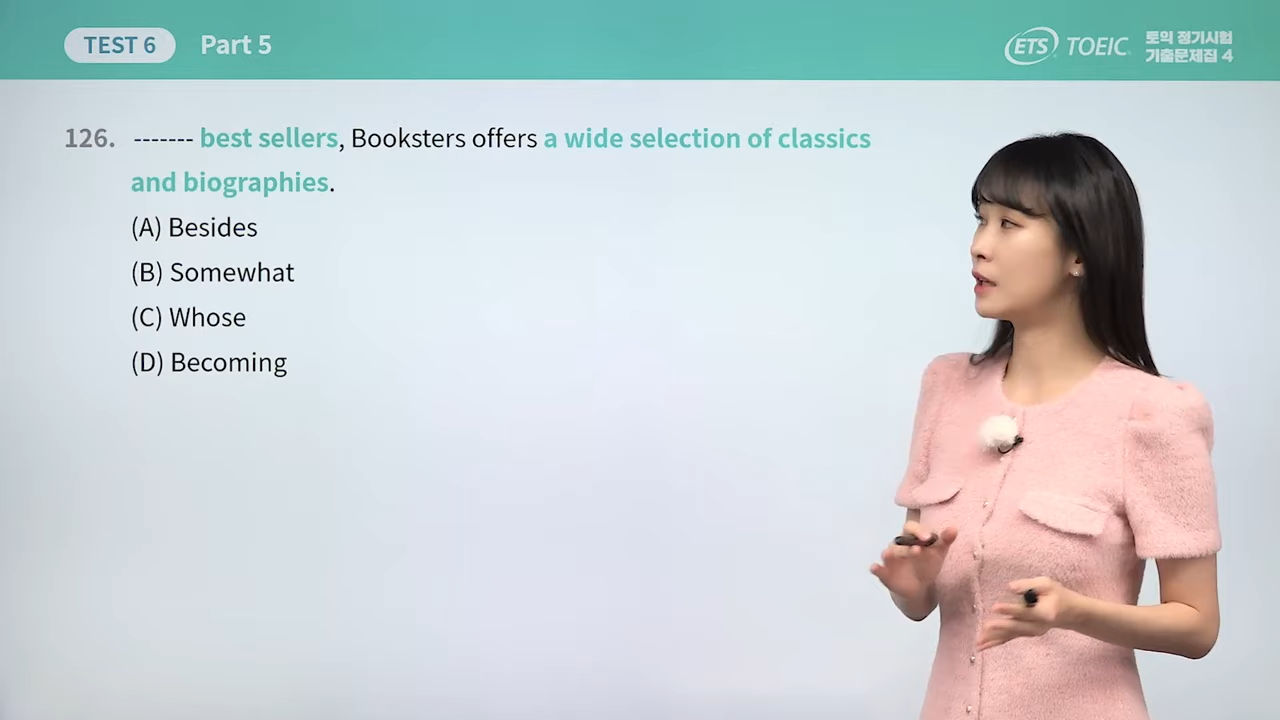 TEST 6 Part 5
ETS TOEIC 토익 정기시험
기출문제집 4
126. ------- best sellers, Booksters offers a wide selection of classics
and biographies.
(A) Besides
(B) Somewhat
(C) Whose
(D) Becoming